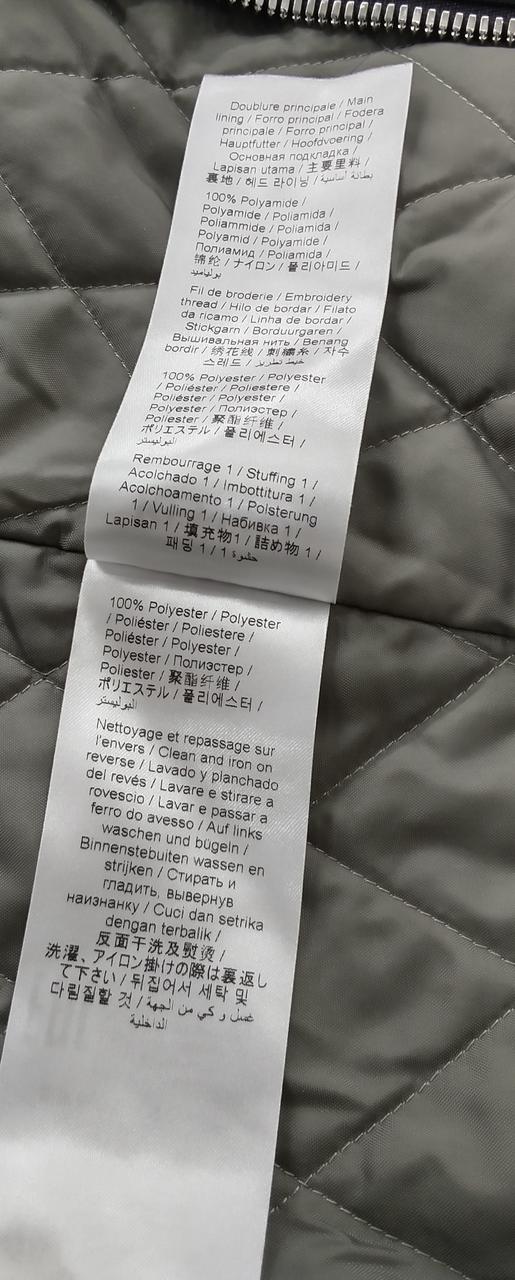 Doublure principale / Main
lining / Forro principal / Fodera
principale / Forro principal /
Hauptfutter / Hoofdvoering /
Основная подкладка /
Lapisan utama / 主要里料 /
裏地 / 헤드 라이닝 / بطانة أساسية /
100% Polyamide /
Polyamide / Poliamida /
Poliammide / Poliamida /
Polyamid / Polyamide /
Полиамид / Poliamida /
锦纶 / ナイロン / 폴리아미드 /
بولياميد
Fil de broderie / Embroidery
thread / Hilo de bordar / Filato
da ricamo / Linha de bordar /
Stickgarn / Borduurgaren /
Вышивальная нить / Benang
bordir / 绣花线 / 刺繍糸 / 자수
스레드 / خيط تطريز
100% Polyester / Polyester
/ Poliéster / Poliestere /
Poliéster / Polyester /
Polyester / Полиэстер /
Poliester / 聚酯纤维 /
ポリエステル / 폴리에스터 /
البوليستر
Rembourrage 1 / Stuffing 1 /
Acolchado 1 / Imbottitura 1 /
Acolchoamento 1 / Polsterung
1 / Vulling 1 / Набивка 1 /
Lapisan 1 / 填充物1 / 詰め物 1 /
패딩 1 / حشوة 1
100% Polyester / Polyester
/ Poliéster / Poliestere /
Poliéster / Polyester /
Polyester / Полиэстер /
Poliester / 聚酯纤维 /
ポリエステル / 폴리에스터 /
البوليستر
Nettoyage et repassage sur
l'envers / Clean and iron on
reverse / Lavado y planchado
del revés / Lavare e stirare a
rovescio / Lavar e passar a
ferro do avesso / Auf links
waschen und bügeln /
Binnenstebuiten wassen en
strijken / Стирать и
гладить, вывернув
наизнанку / Cuci dan setrika
dengan terbalik /
反面干洗及熨烫 /
洗濯、アイロン掛けの際は裏返し
て下さい / 뒤집어서 세탁 및
다림질할 것 / غسل و كي من الجهة
الداخلية